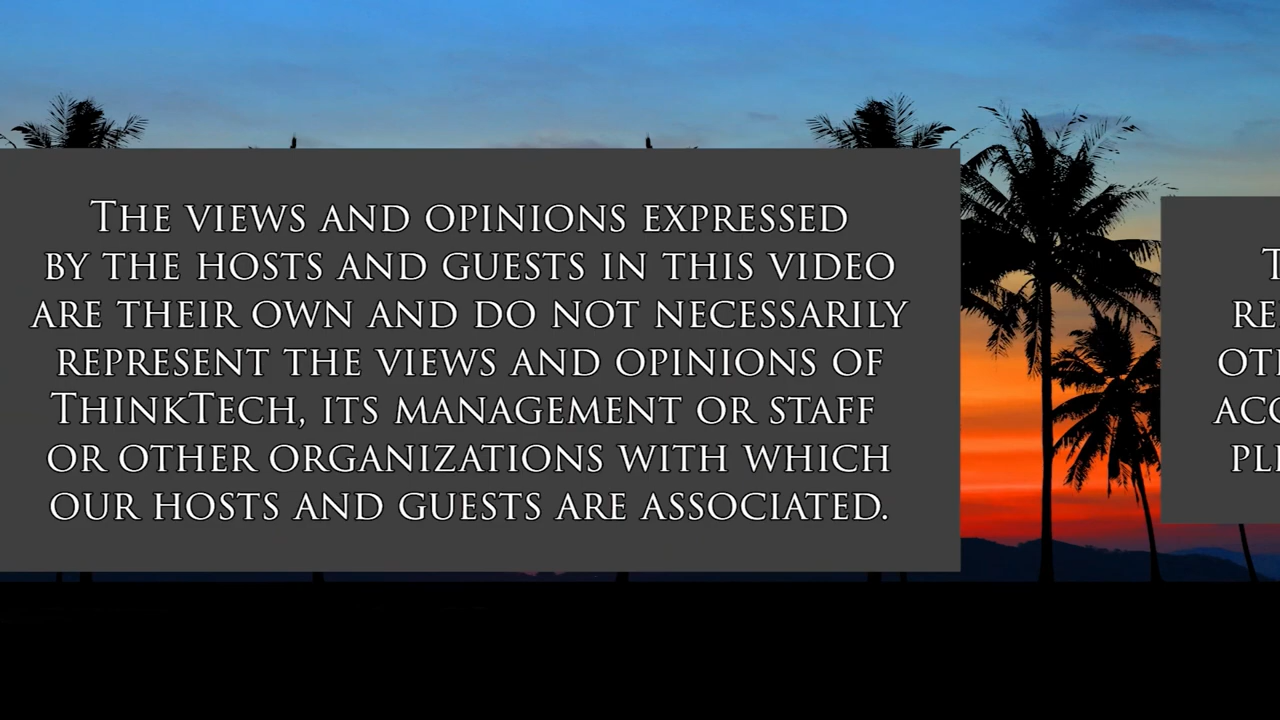 The views and opinions expressed
by the hosts and guests in this video
are their own and do not necessarily
represent the views and opinions of
ThinkTech, its management or staff
or other organizations with which
our hosts and guests are associated.